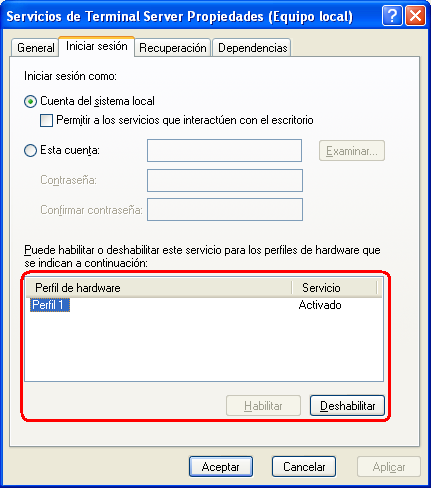 Servicios de Terminal Server Propiedades (Equipo local)
General Iniciar sesión Recuperación Dependencias
Iniciar sesión como:
Cuenta del sistema local
Permitir a los servicios que interactúen con el escritorio
Esta cuenta: Examinar...
Contraseña:
Confirmar contraseña:
Puede habilitar o deshabilitar este servicio para los perfiles de hardware que
se indican a continuación:
Perfil de hardware Servicio
Perfil 1 Activado
Habilitar Deshabilitar
Aceptar Cancelar Aplicar